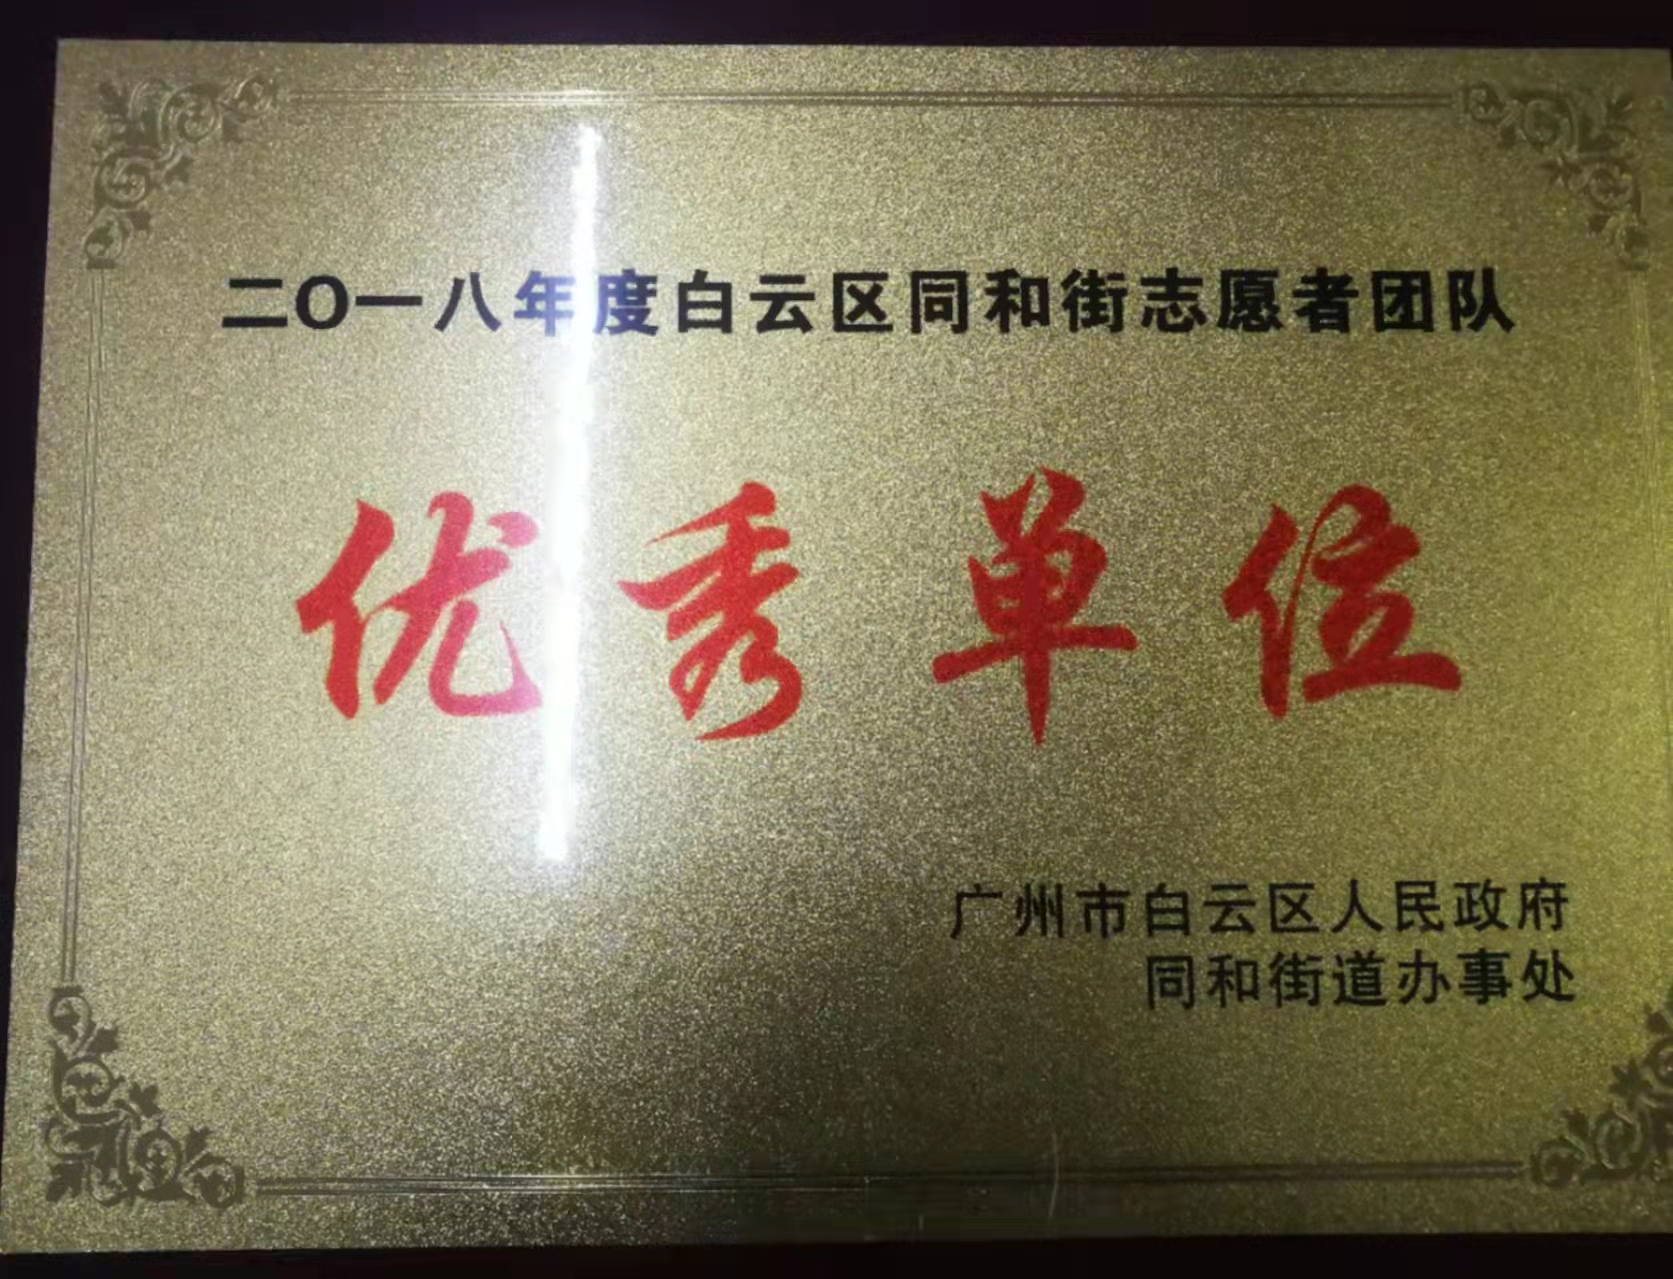 二O一八年度白云区同和街志愿者团队
优秀单位
广州市白云区人民政府
同和街道办事处